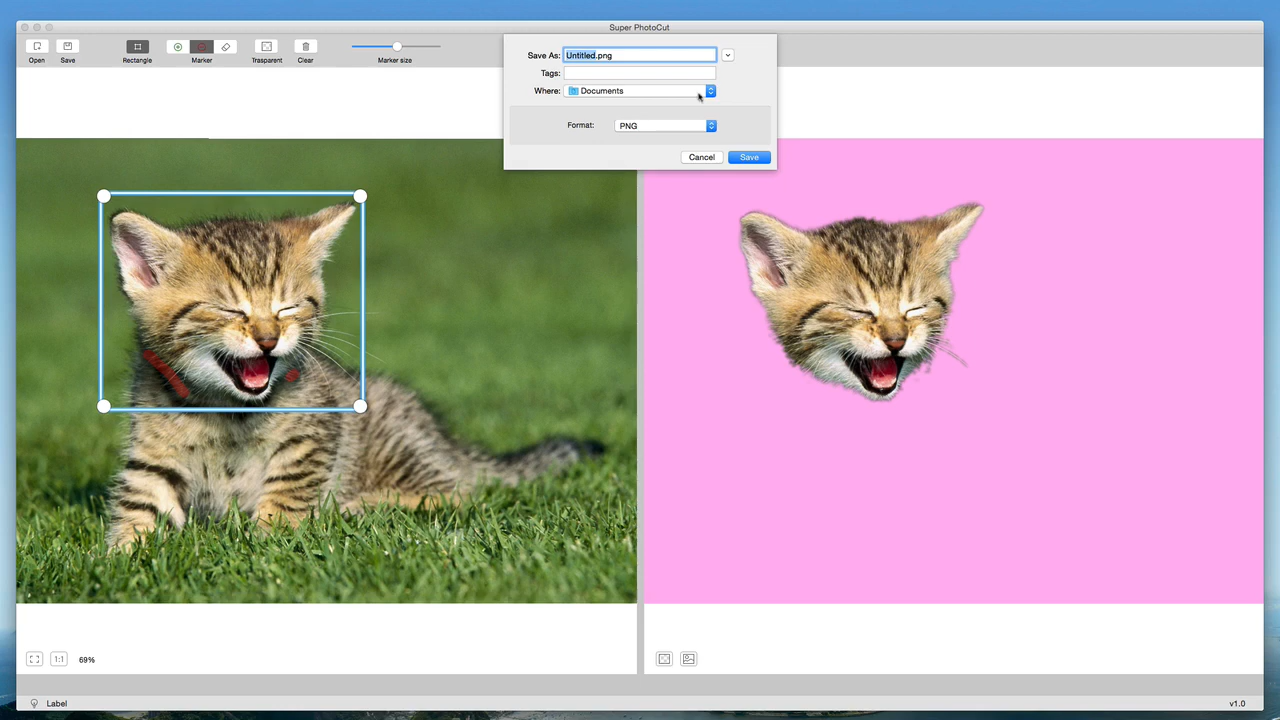 Super PhotoCut
Open
Save
Rectangle
Marker
Trasparent
Clear
Marker size
Save As: Untitled.png
Tags:
Where: Documents
Format: PNG
Cancel
Save
1:1
69%
Label
v1.0